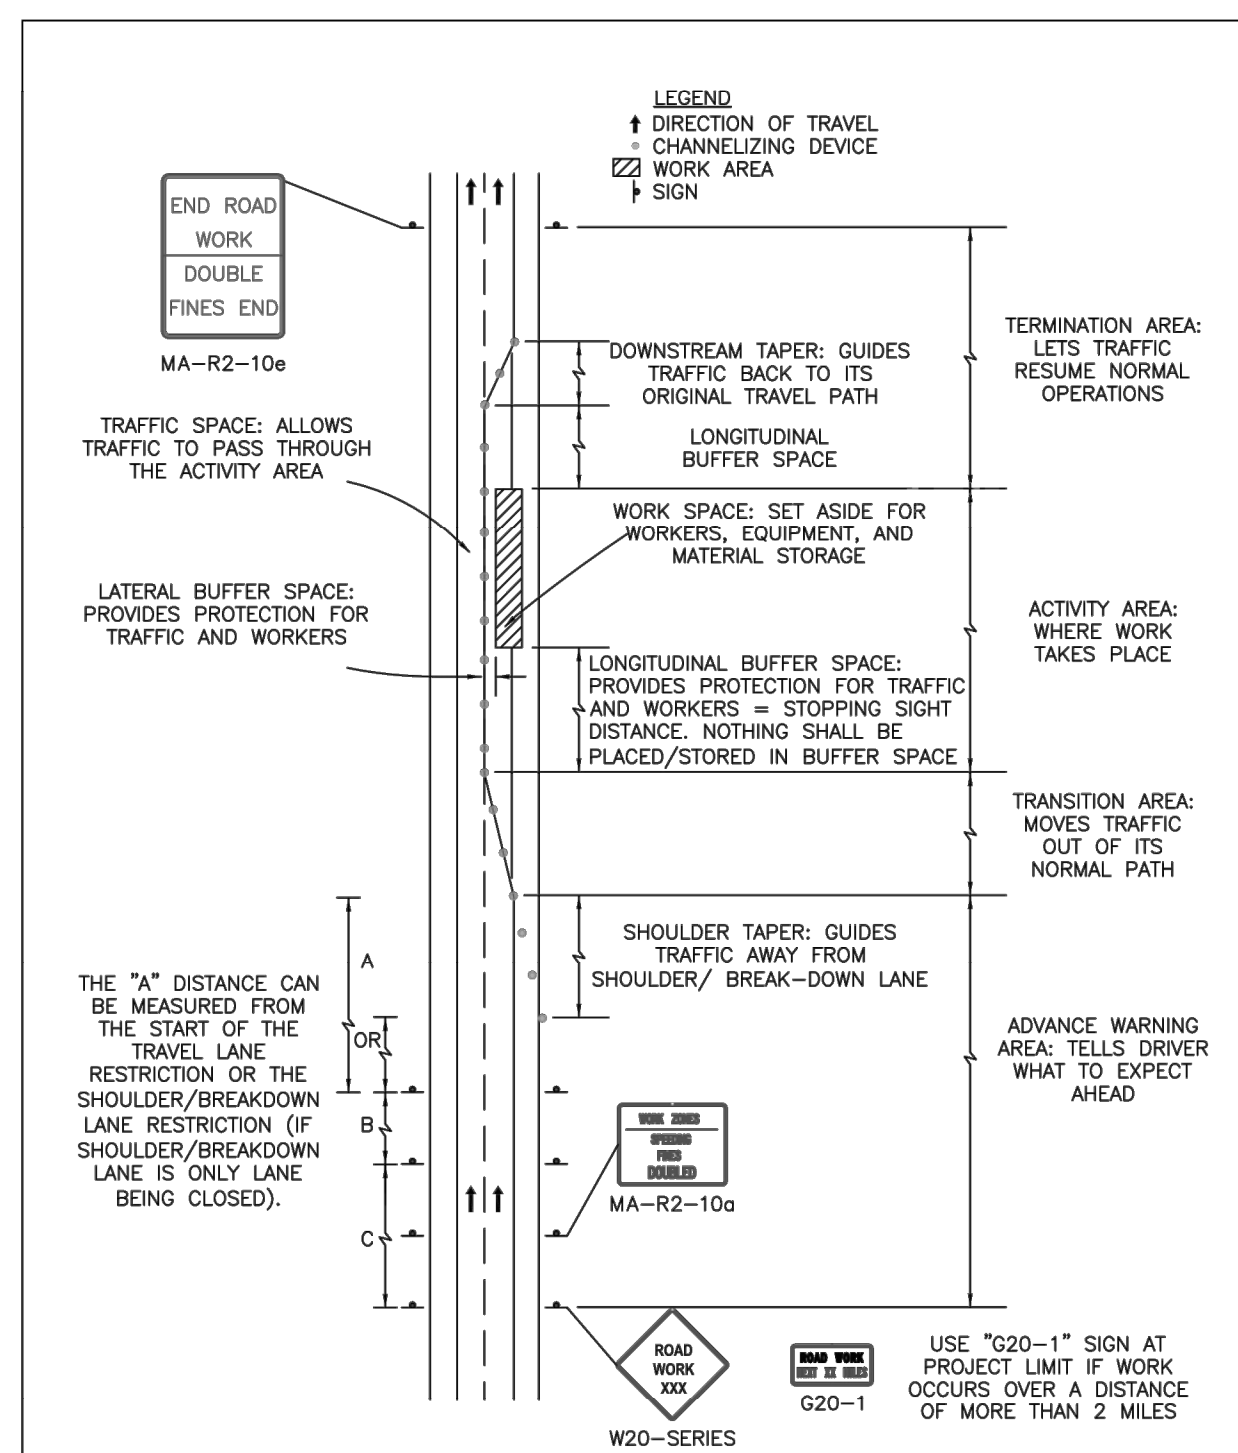 LEGEND
DIRECTION OF TRAVEL
CHANNELIZING DEVICE
WORK AREA
SIGN
END ROAD
WORK
DOUBLE
FINES END
MA-R2-10e
TERMINATION AREA:
LETS TRAFFIC
RESUME NORMAL
OPERATIONS
DOWNSTREAM TAPER: GUIDES
TRAFFIC BACK TO ITS
ORIGINAL TRAVEL PATH
TRAFFIC SPACE: ALLOWS
TRAFFIC TO PASS THROUGH
THE ACTIVITY AREA
LONGITUDINAL
BUFFER SPACE
WORK SPACE: SET ASIDE FOR
WORKERS, EQUIPMENT, AND
MATERIAL STORAGE
LATERAL BUFFER SPACE:
PROVIDES PROTECTION FOR
TRAFFIC AND WORKERS
ACTIVITY AREA:
WHERE WORK
TAKES PLACE
LONGITUDINAL BUFFER SPACE:
PROVIDES PROTECTION FOR TRAFFIC
AND WORKERS = STOPPING SIGHT
DISTANCE. NOTHING SHALL BE
PLACED/STORED IN BUFFER SPACE
TRANSITION AREA:
MOVES TRAFFIC
OUT OF ITS
NORMAL PATH
SHOULDER TAPER: GUIDES
TRAFFIC AWAY FROM
SHOULDER/ BREAK-DOWN LANE
A
OR
B
C
THE "A" DISTANCE CAN
BE MEASURED FROM
THE START OF THE
TRAVEL LANE
RESTRICTION OR THE
SHOULDER/BREAKDOWN
LANE RESTRICTION (IF
SHOULDER/BREAKDOWN
LANE IS ONLY LANE
BEING CLOSED).
ADVANCE WARNING
AREA: TELLS DRIVER
WHAT TO EXPECT
AHEAD
WORK ZONES
SPEEDING
FINES
DOUBLED
MA-R2-10a
ROAD
WORK
XXX
W20-SERIES
ROAD WORK
NEXT XX MILES
G20-1
USE "G20-1" SIGN AT
PROJECT LIMIT IF WORK
OCCURS OVER A DISTANCE
OF MORE THAN 2 MILES